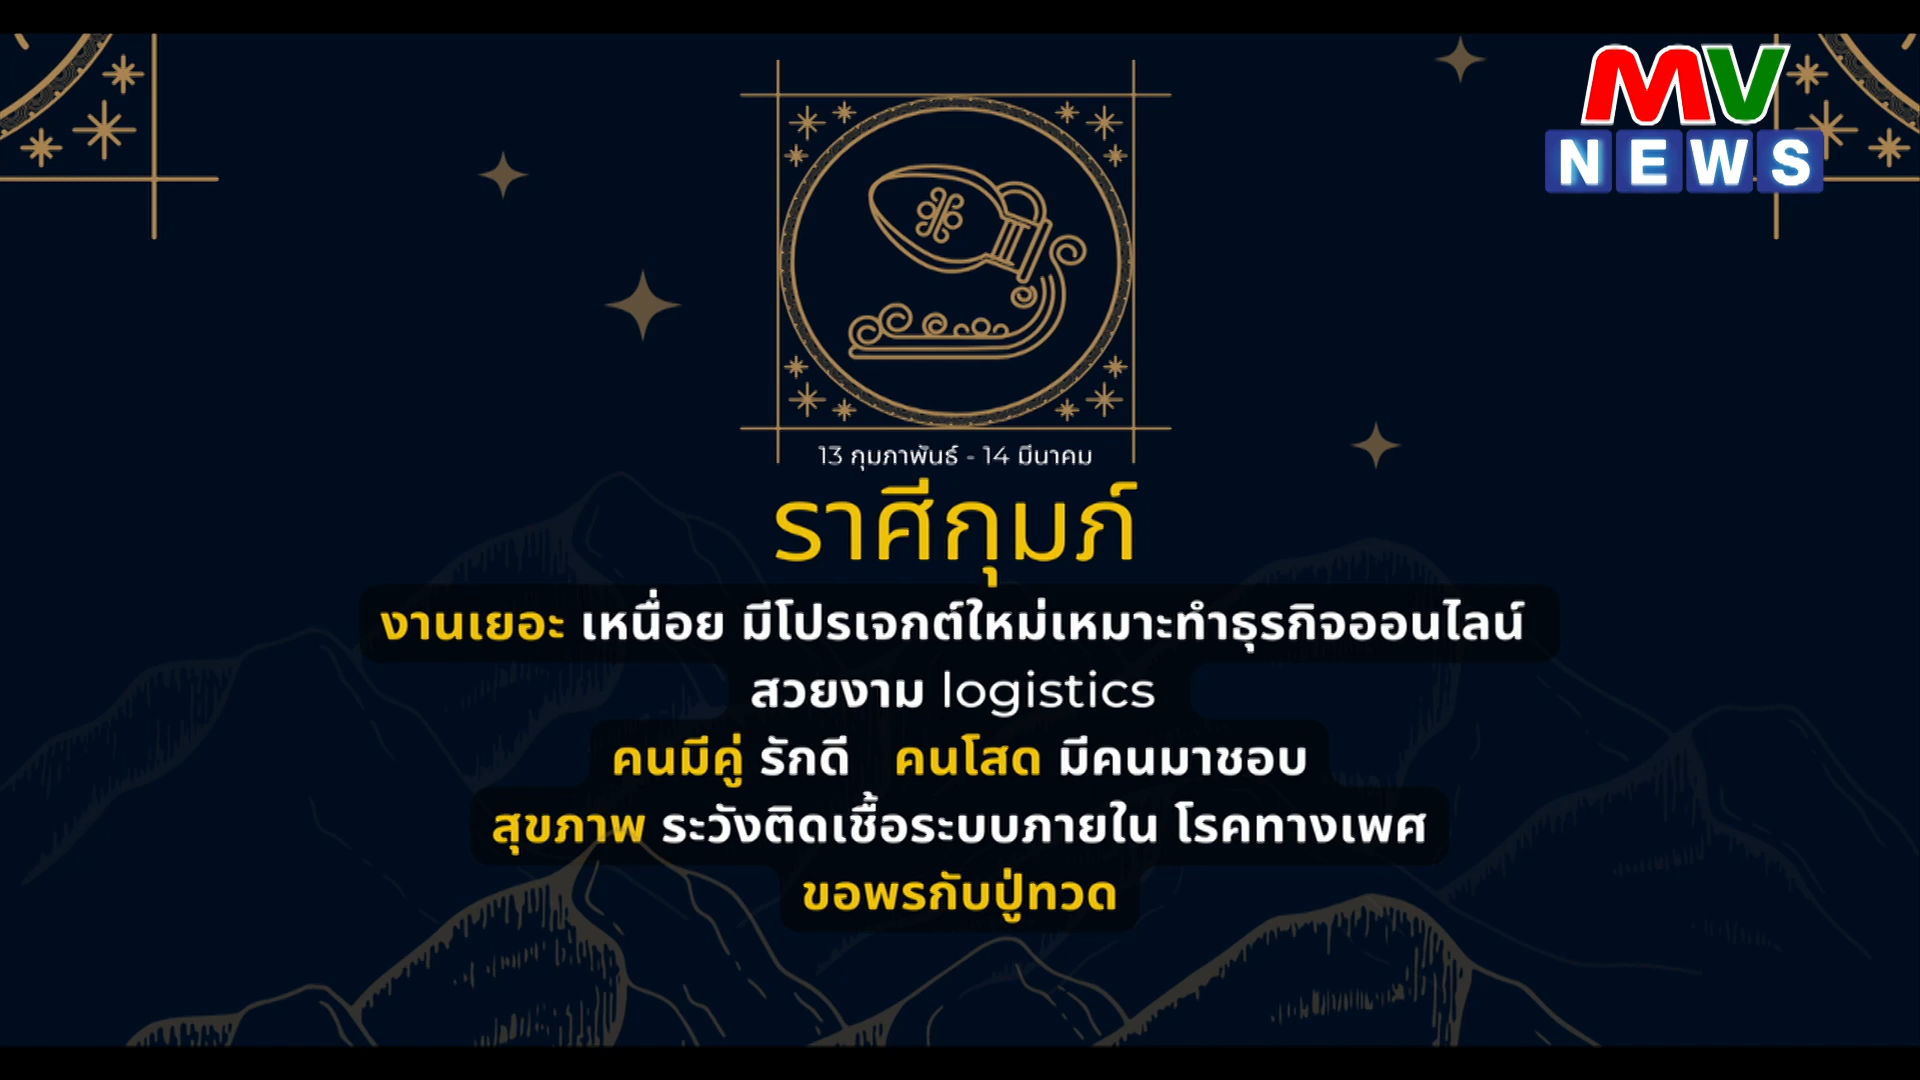 MV
NEWS
13 กุมภาพันธ์ - 14 มีนาคม
ราศีกุมภ์
งานเยอะ เหนื่อย มีโปรเจกต์ใหม่เหมาะทำธุรกิจออนไลน์
สวยงาม logistics
คนมีคู่ รักดี คนโสด มีคนมาชอบ
สุขภาพ ระวังติดเชื้อระบบภายใน โรคทางเพศ
ขอพรกับปู่ทวด